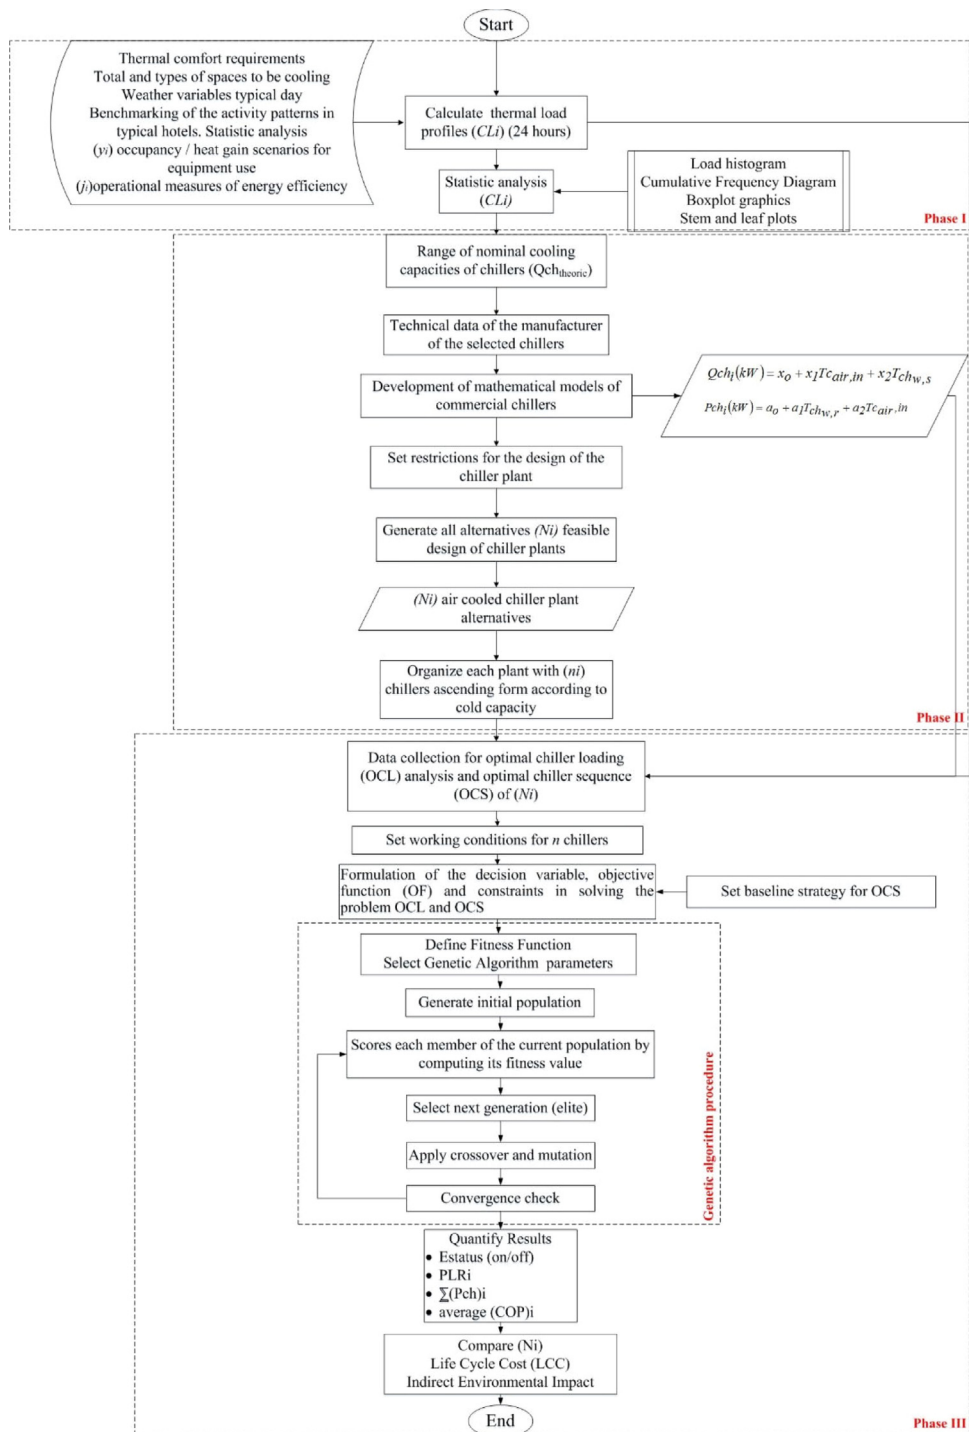 Start
Thermal comfort requirements
Total and types of spaces to be cooling
Weather variables typical day
Benchmarking of the activity patterns in
typical hotels. Statistic analysis
(yi) occupancy / heat gain scenarios for
equipment use
(ji)operational measures of energy efficiency
Calculate thermal load
profiles (CLi) (24 hours)
Statistic analysis
(CLi)
Load histogram
Cumulative Frequency Diagram
Boxplot graphics
Stem and leaf plots
Phase I
Range of nominal cooling
capacities of chillers (Qchtheoric)
Technical data of the manufacturer
of the selected chillers
Development of mathematical models of
commercial chillers
Qchi(kW) = xo + x1Tcair,in + x2Tchw,s
Pchi(kW) = ao + a1Tchw,r + a2Tcair,in
Set restrictions for the design of the
chiller plant
Generate all alternatives (Ni) feasible
design of chiller plants
(Ni) air cooled chiller plant
alternatives
Organize each plant with (ni)
chillers ascending form according to
cold capacity
Phase II
Data collection for optimal chiller loading
(OCL) analysis and optimal chiller sequence
(OCS) of (Ni)
Set working conditions for n chillers
Formulation of the decision variable, objective
function (OF) and constraints in solving the
problem OCL and OCS
Set baseline strategy for OCS
Define Fitness Function
Select Genetic Algorithm parameters
Generate initial population
Scores each member of the current population by
computing its fitness value
Select next generation (elite)
Apply crossover and mutation
Convergence check
Genetic algorithm procedure
Quantify Results
• Estatus (on/off)
• PLRi
• ∑(Pch)i
• average (COP)i
Compare (Ni)
Life Cycle Cost (LCC)
Indirect Environmental Impact
End
Phase III